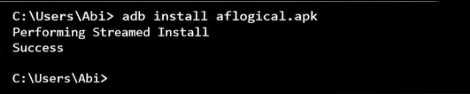 C:\Users\Abi> adb install aflogical.apk
Performing Streamed Install
Success
C:\Users\Abi>